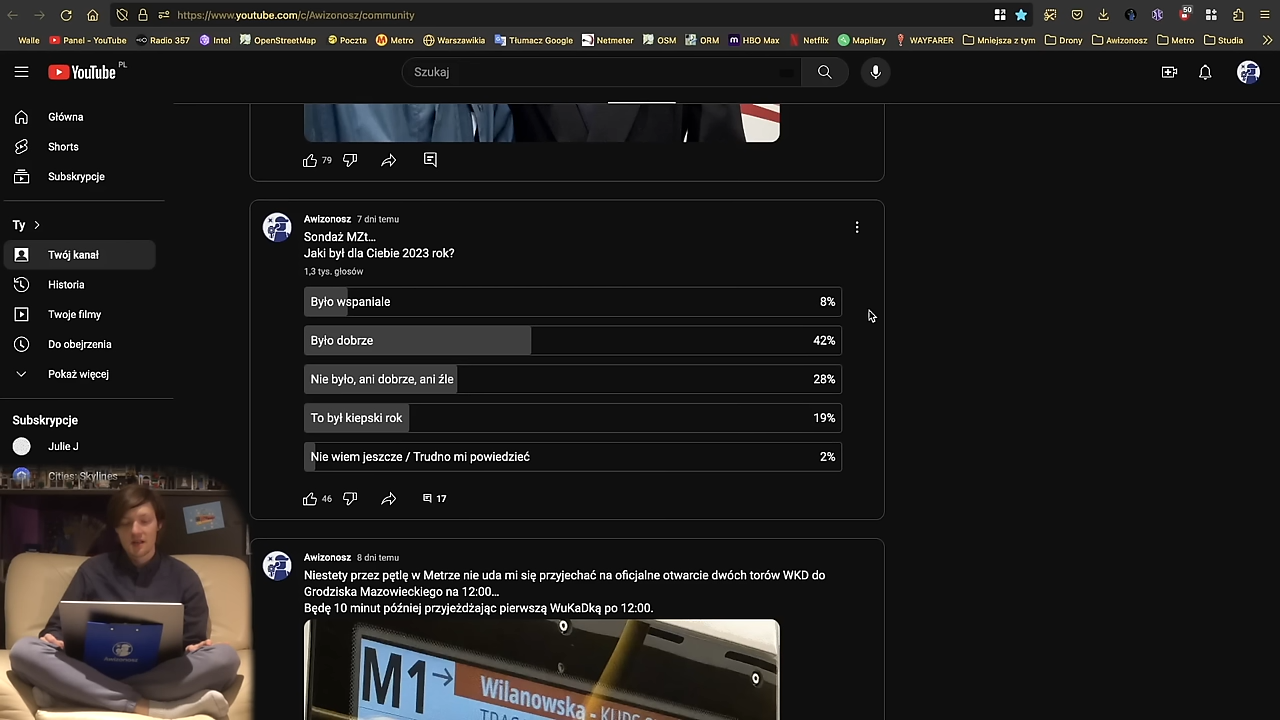 https://www.youtube.com/c/Awizonosz/community
50
Walle
Panel - YouTube
Radio 357
Intel
OpenStreetMap
Poczta
Metro
Warszawikia
Tłumacz Google
Netmeter
OSM
ORM
HBO Max
Netflix
Mapilary
WAYFARER
Mniejsza z tym
Drony
Awizonosz
Metro
Studia
YouTube PL
Szukaj
Główna
Shorts
Subskrypcje
Ty
Twój kanał
Historia
Twoje filmy
Do obejrzenia
Pokaż więcej
Subskrypcje
Julie J
Cities: Skylines
79
Awizonosz 7 dni temu
Sondaż MZt...
Jaki był dla Ciebie 2023 rok?
1,3 tys. głosów
Było wspaniale 8%
Było dobrze 42%
Nie było, ani dobrze, ani źle 28%
To był kiepski rok 19%
Nie wiem jeszcze / Trudno mi powiedzieć 2%
46
17
Awizonosz 8 dni temu
Niestety przez pętlę w Metrze nie uda mi się przyjechać na oficjalne otwarcie dwóch torów WKD do
Grodziska Mazowieckiego na 12:00...
Będę 10 minut później przyjeżdżając pierwszą WuKaDką po 12:00.
M1→
Wilanowska -
Awizonosz